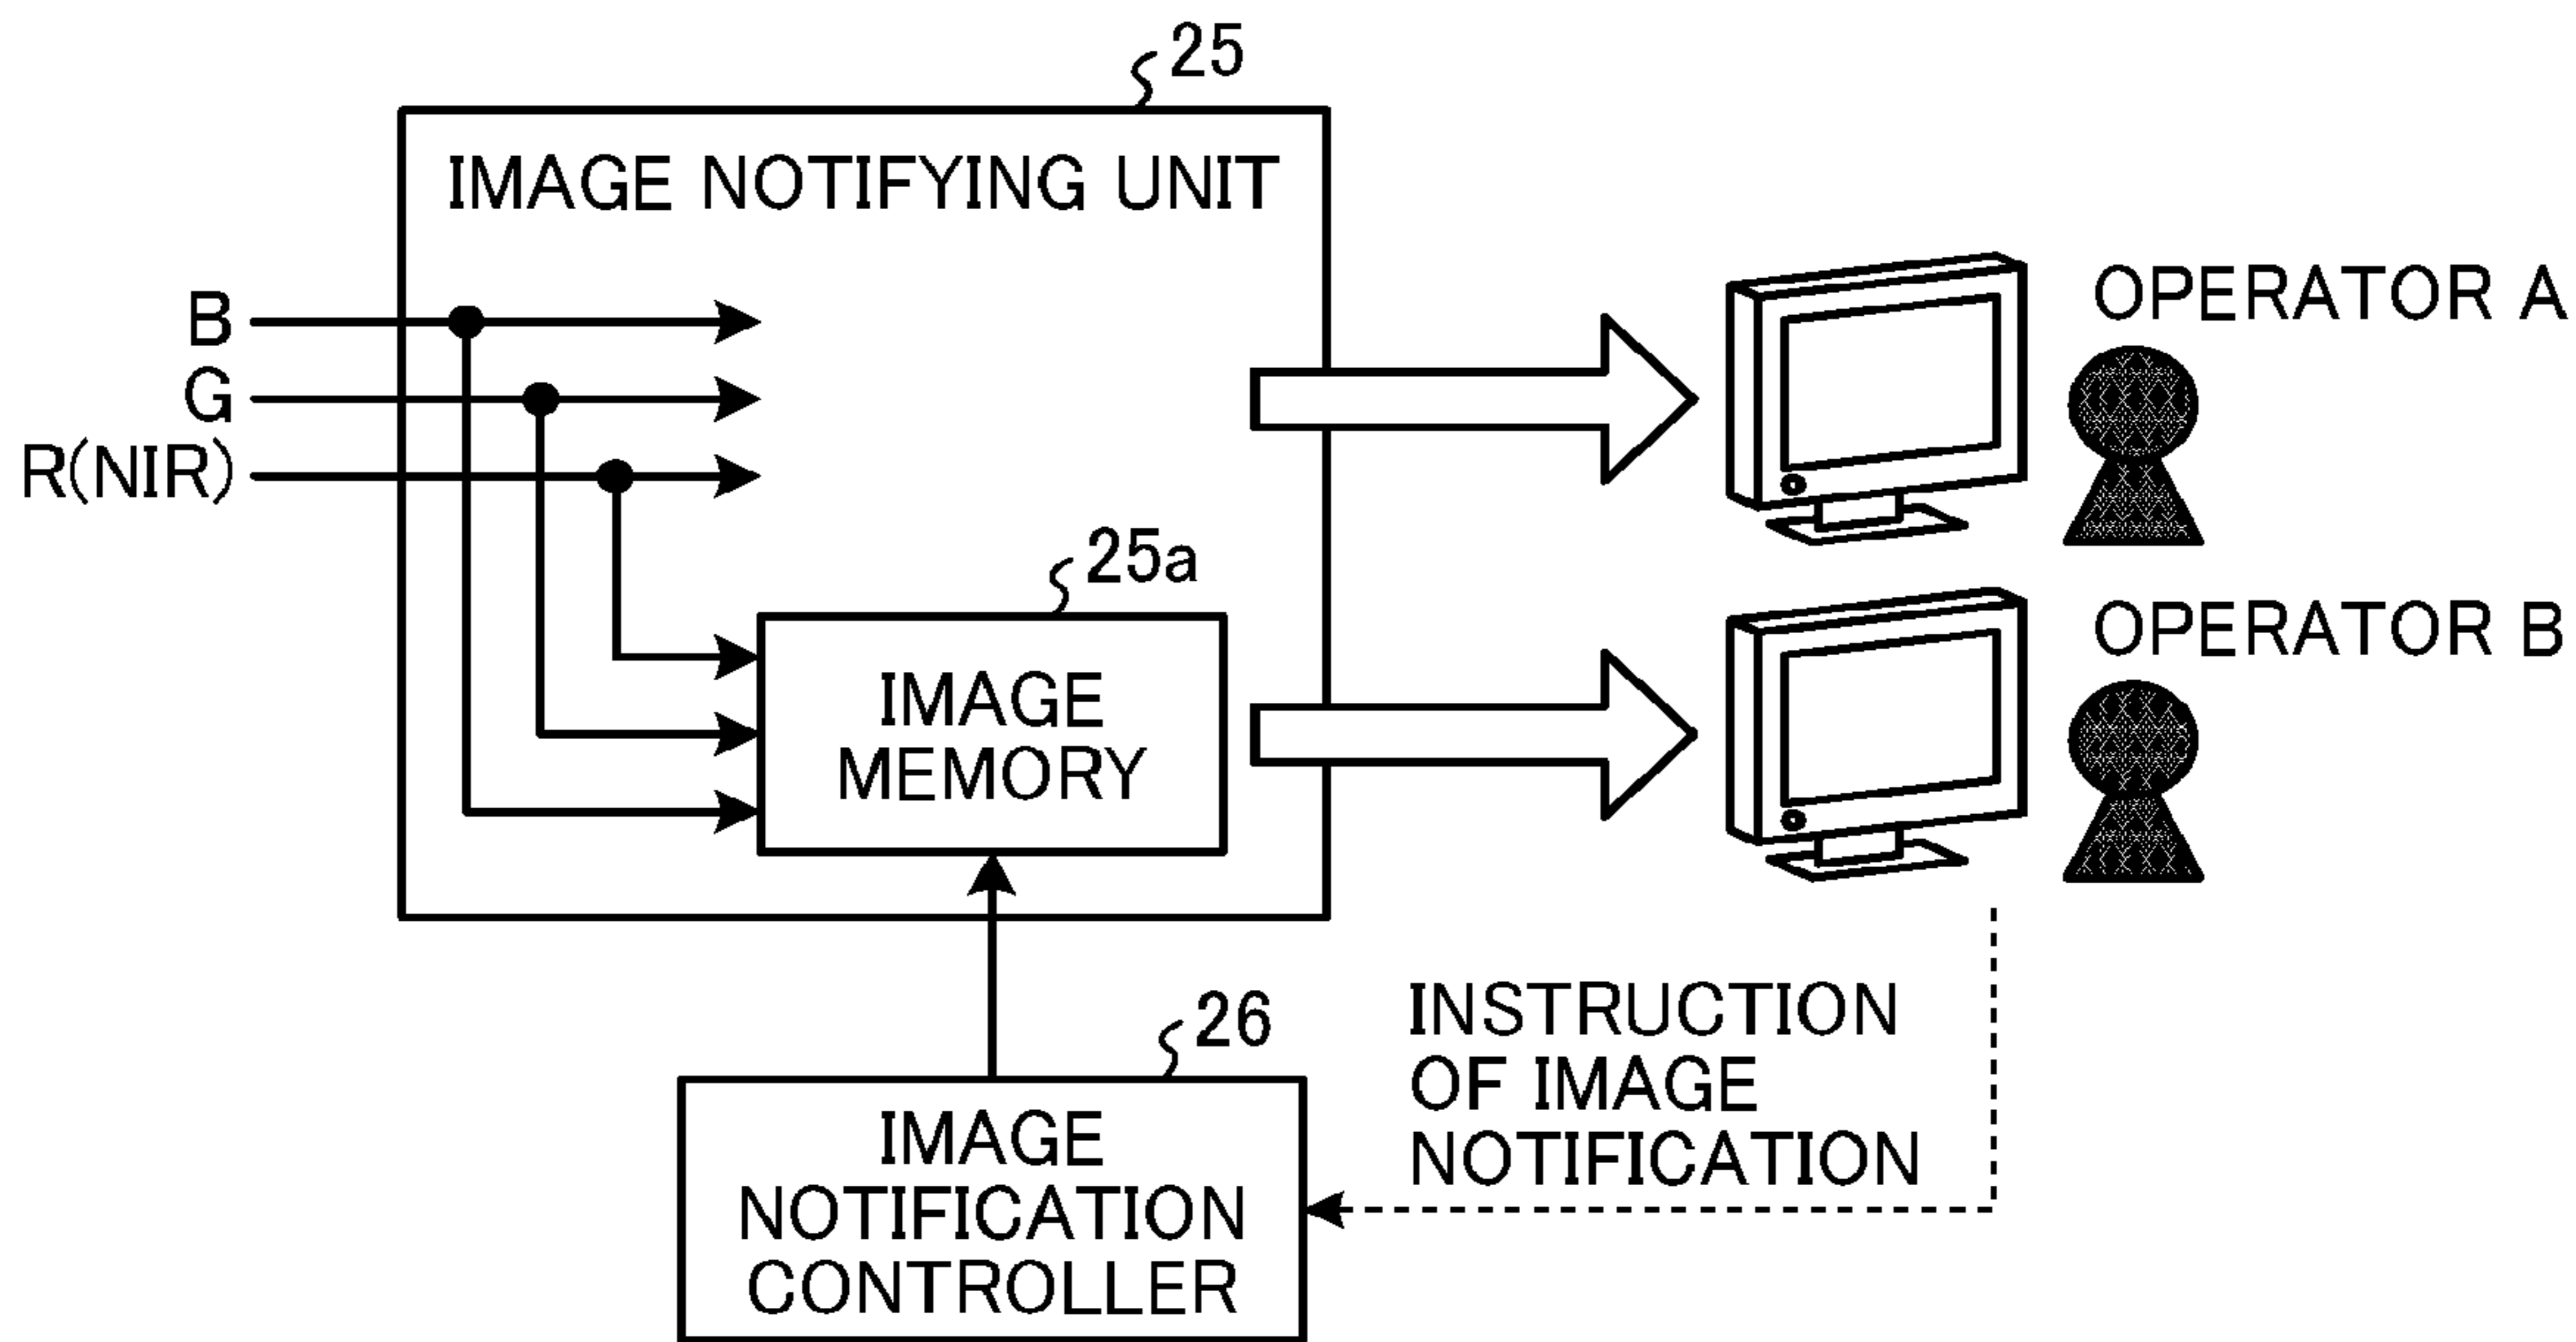 25
IMAGE NOTIFYING UNIT
B
G
R(NIR)
OPERATOR A
25a
IMAGE
MEMORY
OPERATOR B
26
IMAGE
NOTIFICATION
CONTROLLER
INSTRUCTION
OF IMAGE
NOTIFICATION